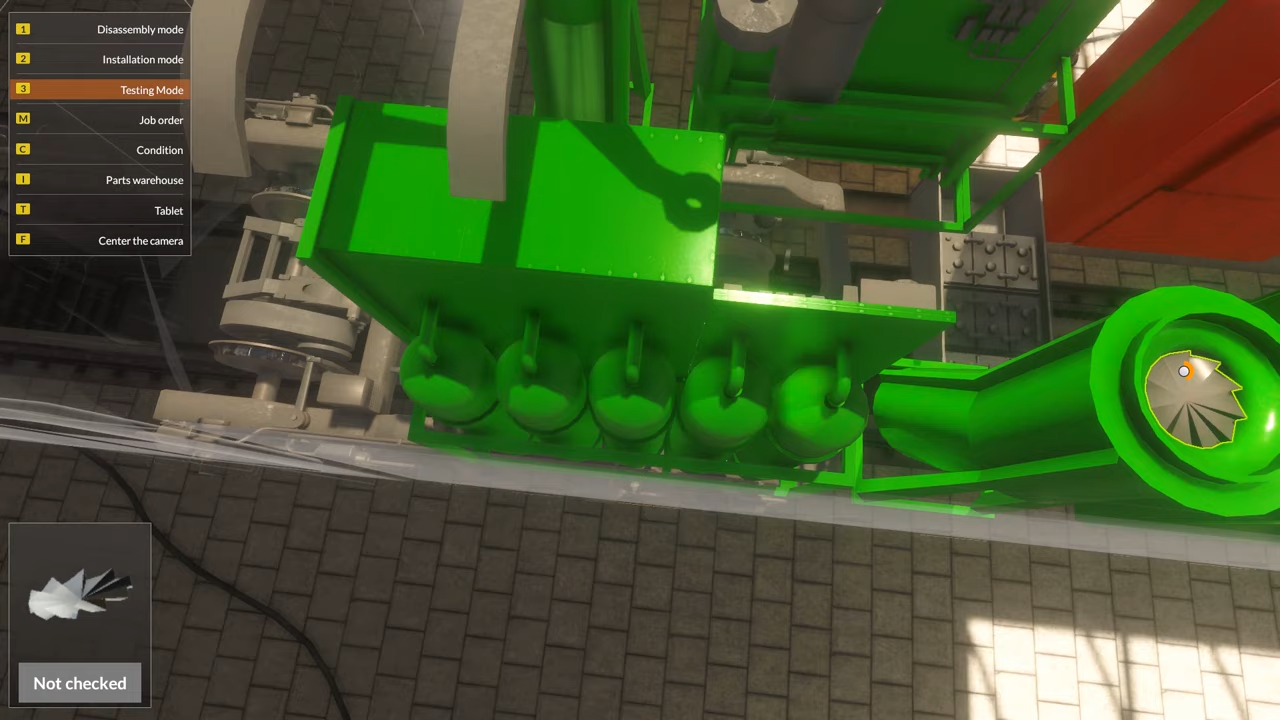 1 Disassembly mode
2 Installation mode
3 Testing Mode
M Job order
C Condition
I Parts warehouse
T Tablet
F Center the camera
Not checked